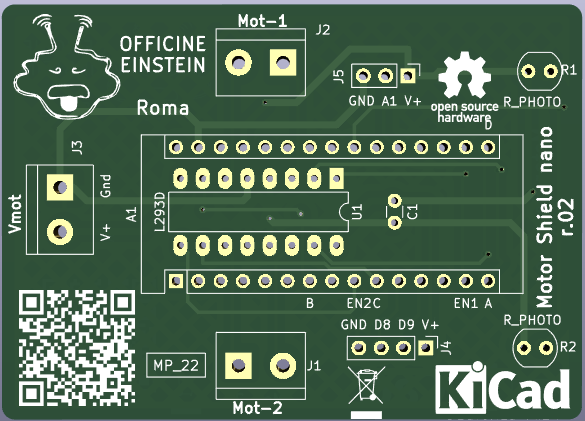 Mot-1
J2
OFFICINE
EINSTEIN
J5
R1
GND A1 V+
open source
hardware
R_PHOTO
Roma
D
J3
Gnd
V+
Vmot
A1
L293D
U1
C1
Motor Shield nano
r.02
B
EN2C
EN1 A
GND D8 D9 V+
J4
R_PHOTO
R2
MP_22
J1
Mot-2
KiCad